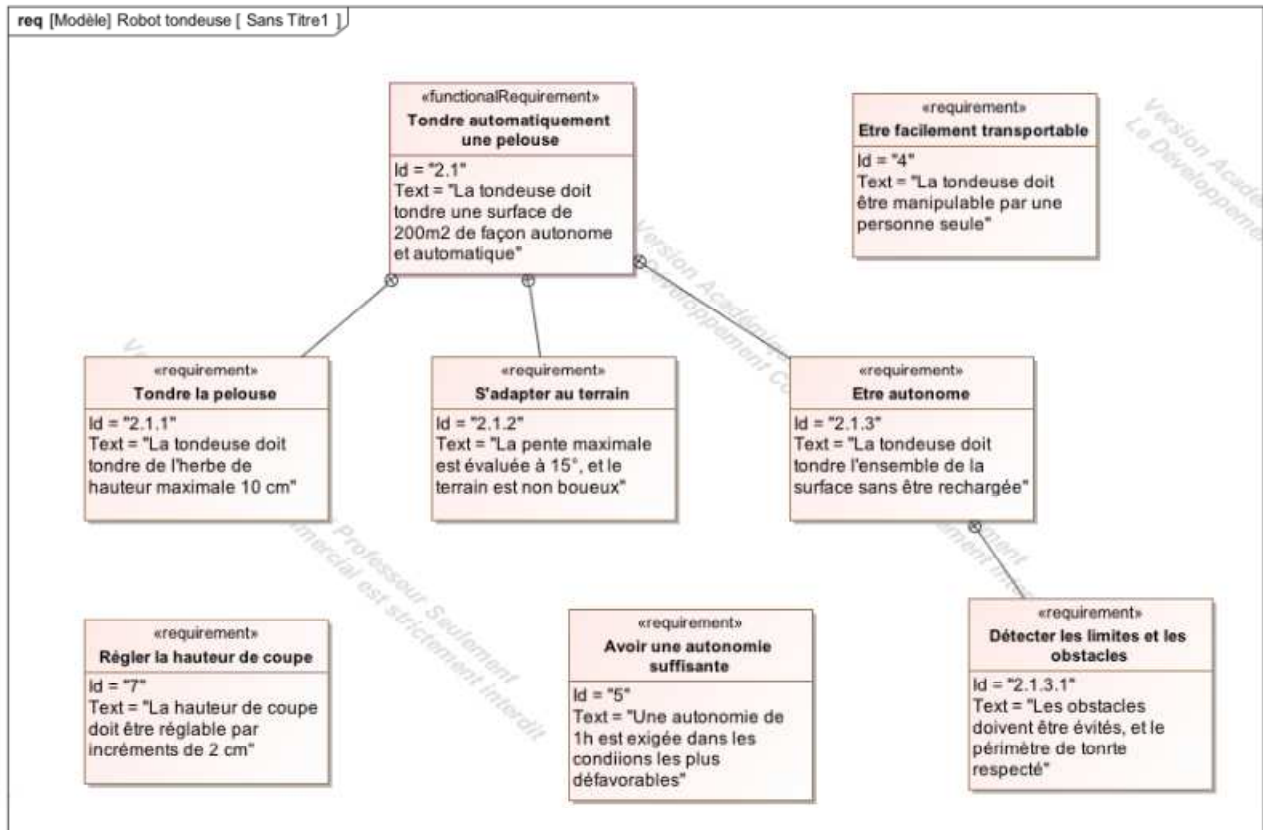 req [Modèle] Robot tondeuse [ Sans Titre1 ]
«functionalRequirement»
Tondre automatiquement
une pelouse
Id = "2.1"
Text = "La tondeuse doit
tondre une surface de
200m2 de façon autonome
et automatique"
«requirement»
Etre facilement transportable
Id = "4"
Text = "La tondeuse doit
être manipulable par une
personne seule"
«requirement»
Tondre la pelouse
Id = "2.1.1"
Text = "La tondeuse doit
tondre de l'herbe de
hauteur maximale 10 cm"
«requirement»
S'adapter au terrain
Id = "2.1.2"
Text = "La pente maximale
est évaluée à 15°, et le
terrain est non boueux"
«requirement»
Etre autonome
Id = "2.1.3"
Text = "La tondeuse doit
tondre l'ensemble de la
surface sans être rechargée"
«requirement»
Régler la hauteur de coupe
Id = "7"
Text = "La hauteur de coupe
doit être réglable par
incréments de 2 cm"
«requirement»
Avoir une autonomie
suffisante
Id = "5"
Text = "Une autonomie de
1h est exigée dans les
condiions les plus
défavorables"
«requirement»
Détecter les limites et les
obstacles
Id = "2.1.3.1"
Text = "Les obstacles
doivent être évités, et le
périmètre de tonrte
respecté"
Version Acadé
Le Développement
Version Académiq
Développement Co
Professeur Seulement
mmercial est strictement interdit